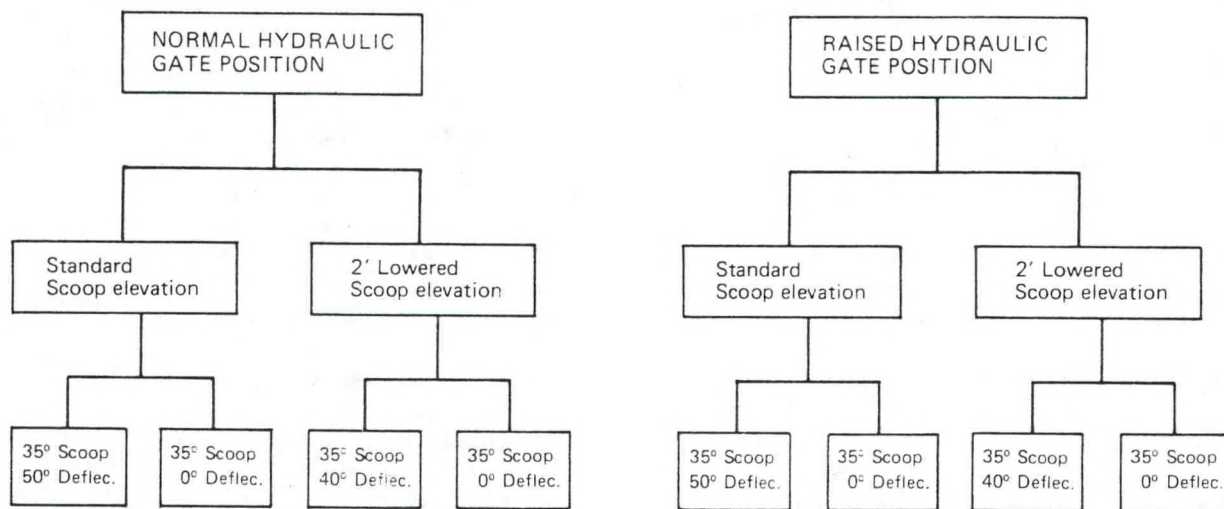 NORMAL HYDRAULIC
GATE POSITION
RAISED HYDRAULIC
GATE POSITION
Standard
Scoop elevation
2′ Lowered
Scoop elevation
Standard
Scoop elevation
2′ Lowered
Scoop elevation
35° Scoop
50° Deflec.
35° Scoop
0° Deflec.
35° Scoop
40° Deflec.
35° Scoop
0° Deflec.
35° Scoop
50° Deflec.
35° Scoop
0° Deflec.
35° Scoop
40° Deflec.
35° Scoop
0° Deflec.